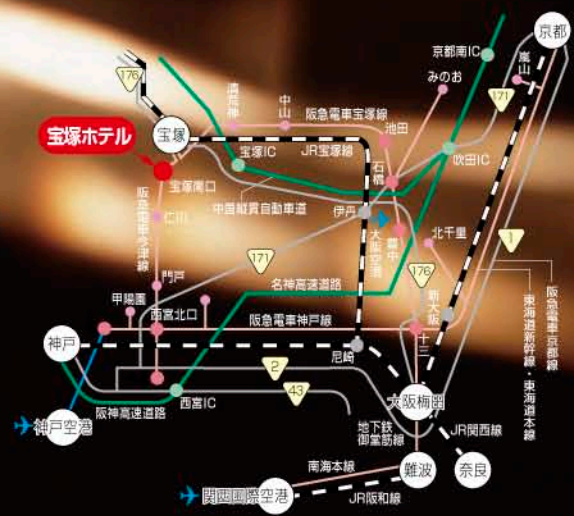 京都
京都南IC
嵐山
みのお
176
清荒神
中山
阪急電車宝塚線
171
池田
宝塚ホテル
宝塚
宝塚IC
JR宝塚線
石橋
吹田IC
宝塚南口
中国縦貫自動車道
伊丹
大阪空港
豊中
北千里
1
阪急電車今津線
仁川
171
176
新大阪
門戸
名神高速道路
甲陽園
西宮北口
阪急電車神戸線
十三
阪急電車京都線
東海道新幹線・東海道本線
神戸
尼崎
2
43
大阪梅田
阪神高速道路
西宮IC
神戸空港
地下鉄
御堂筋線
JR関西線
南海本線
難波
奈良
関西国際空港
JR阪和線